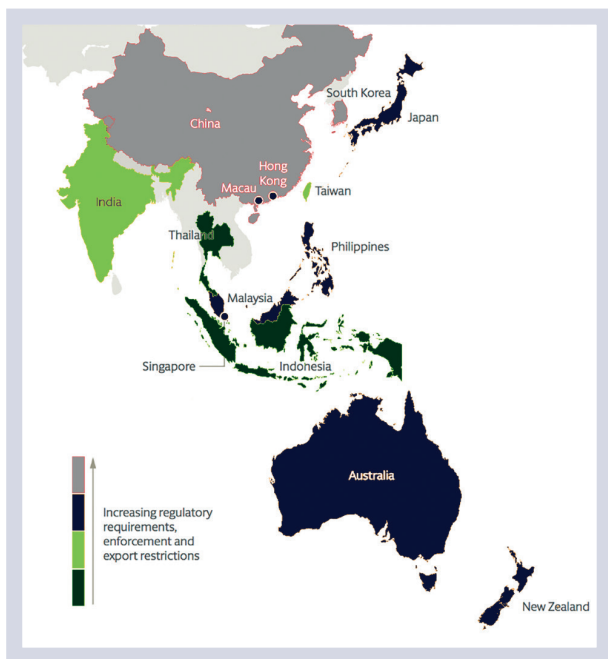 South Korea
Japan
China
Hong
Kong
Macau
Taiwan
India
Thailand
Philippines
Malaysia
Singapore
Indonesia
Australia
Increasing regulatory
requirements,
enforcement and
export restrictions
New Zealand